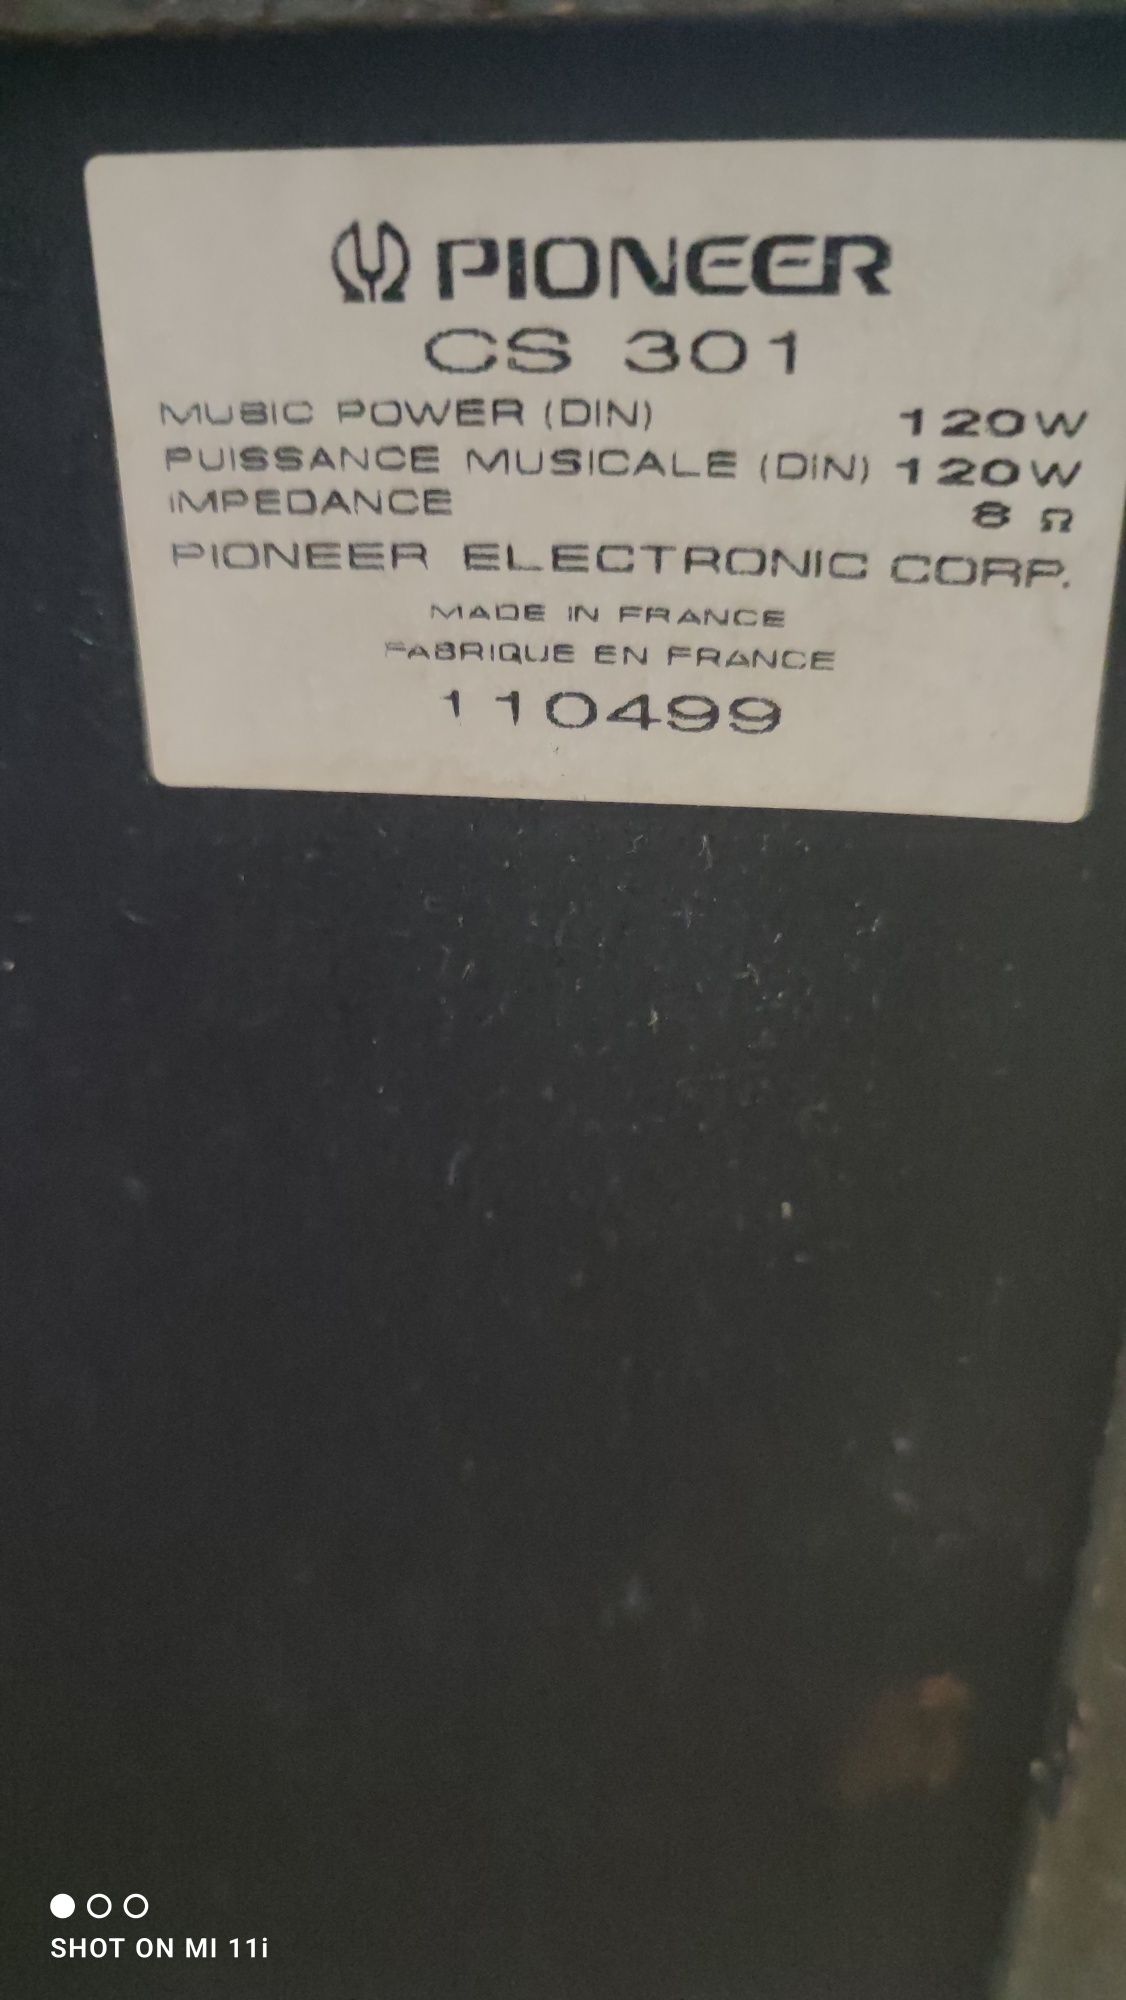 PIONEER
CS 301
MUSIC POWER (DIN) 120W
PUISSANCE MUSICALE (DIN) 120W
IMPEDANCE 8 Ω
PIONEER ELECTRONIC CORP.
MADE IN FRANCE
FABRIQUE EN FRANCE
110499
SHOT ON MI 11i